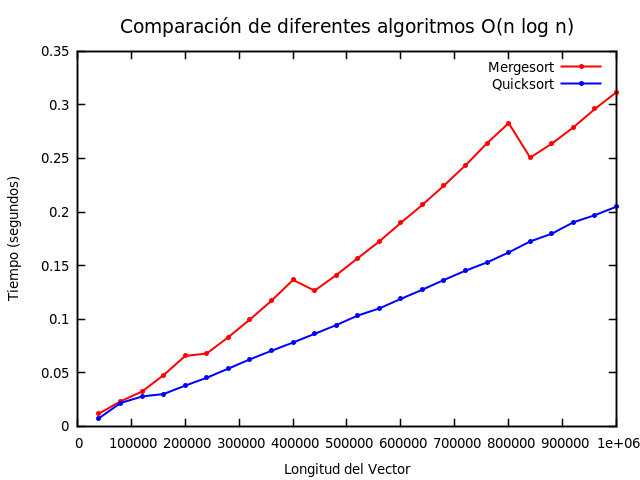 Comparación de diferentes algoritmos O(n log n)
0.35
0.3
0.25
0.2
0.15
0.1
0.05
0
Tiempo (segundos)
Mergesort
Quicksort
0 100000 200000 300000 400000 500000 600000 700000 800000 900000 1e+06
Longitud del Vector